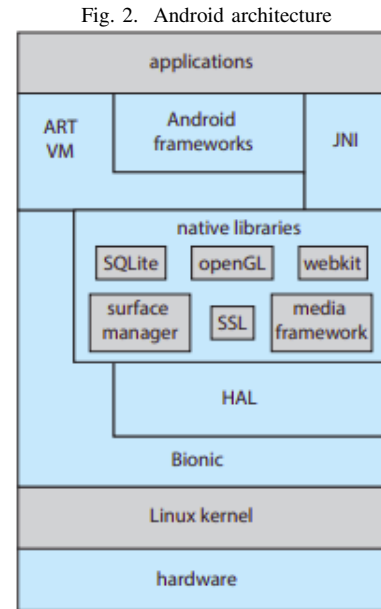 Fig. 2. Android architecture
applications
ART
VM
Android
frameworks
JNI
native libraries
SQLite
openGL
webkit
surface
manager
SSL
media
framework
HAL
Bionic
Linux kernel
hardware